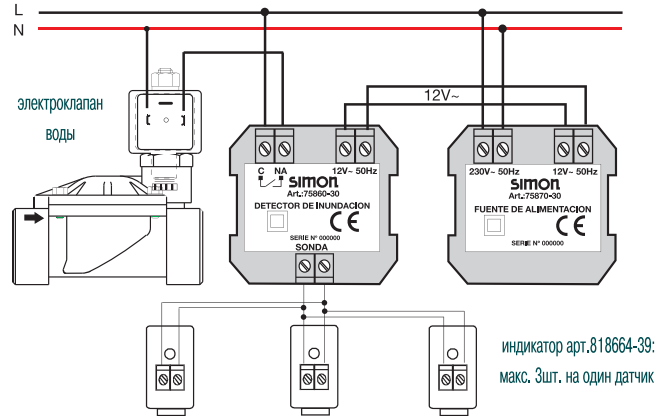 L
N
12V~
электроклапан
воды
C NA 12V~ 50Hz
simon
Art.:75860-30
DETECTOR DE INUNDACION
CE
SERIE Nº 000000
SONDA
230V~ 50Hz 12V~ 50Hz
simon
Art.:75870-30
FUENTE DE ALIMENTACION
CE
SERIE Nº 000000
индикатор арт.818664-39:
макс. 3шт. на один датчик